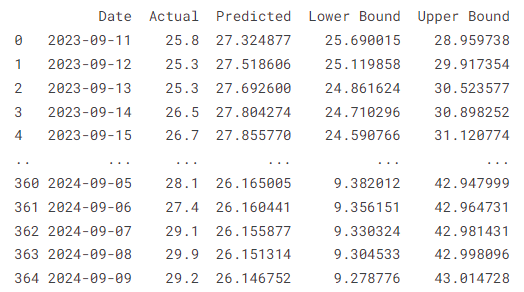 Date Actual Predicted Lower Bound Upper Bound
0 2023-09-11 25.8 27.324877 25.690015 28.959738
1 2023-09-12 25.3 27.518606 25.119858 29.917354
2 2023-09-13 25.3 27.692600 24.861624 30.523577
3 2023-09-14 26.5 27.804274 24.710296 30.898252
4 2023-09-15 26.7 27.855770 24.590766 31.120774
.. ... ... ... ... ...
360 2024-09-05 28.1 26.165005 9.382012 42.947999
361 2024-09-06 27.4 26.160441 9.356151 42.964731
362 2024-09-07 29.1 26.155877 9.330324 42.981431
363 2024-09-08 29.9 26.151314 9.304533 42.998096
364 2024-09-09 29.2 26.146752 9.278776 43.014728